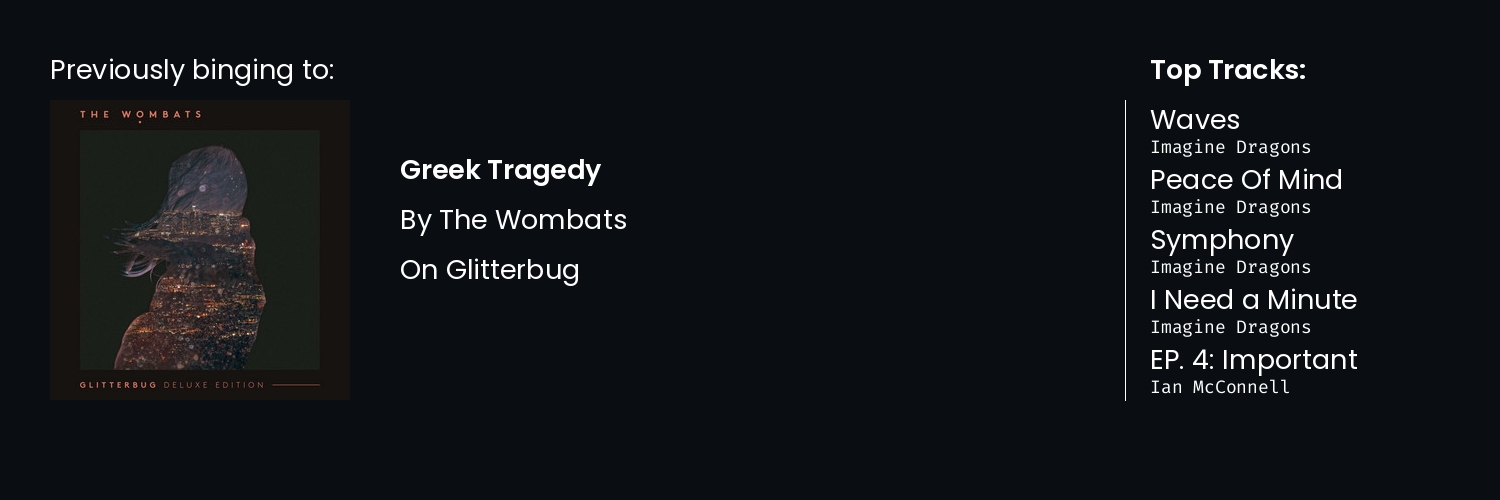 Previously binging to:
THE WOMBATS
GLITTERBUG DELUXE EDITION
Greek Tragedy
By The Wombats
On Glitterbug
Top Tracks:
Waves
Imagine Dragons
Peace Of Mind
Imagine Dragons
Symphony
Imagine Dragons
I Need a Minute
Imagine Dragons
EP. 4: Important
Ian McConnell